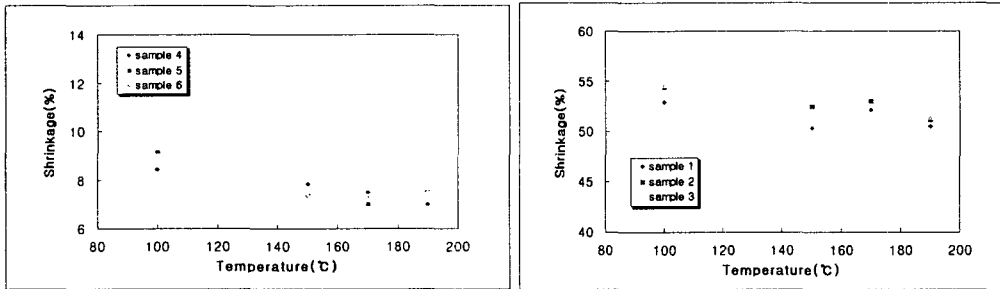 14
12
10
8
6
Shrinkage(%)
sample 4
sample 5
sample 6
80 100 120 140 160 180 200
Temperature(℃)
60
55
50
45
40
Shrinkage(%)
sample 1
sample 2
sample 3
80 100 120 140 160 180 200
Temperature(℃)